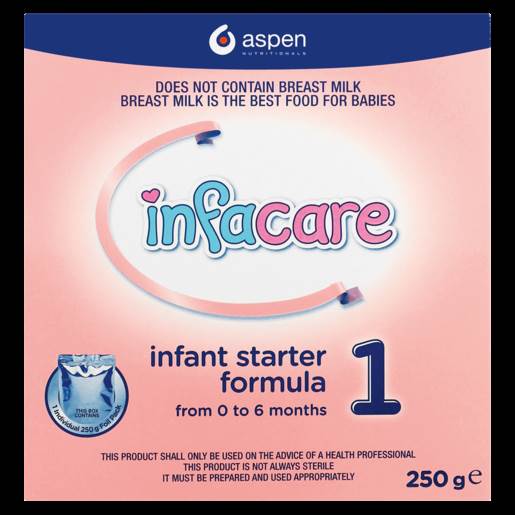 aspen
NUTRITIONALS
DOES NOT CONTAIN BREAST MILK
BREAST MILK IS THE BEST FOOD FOR BABIES
infacare
infant starter
formula
from 0 to 6 months
1
THIS BOX
CONTAINS
1 Individual 250 g Foil Pack
THIS PRODUCT SHALL ONLY BE USED ON THE ADVICE OF A HEALTH PROFESSIONAL
THIS PRODUCT IS NOT ALWAYS STERILE
IT MUST BE PREPARED AND USED APPROPRIATELY
250 g e